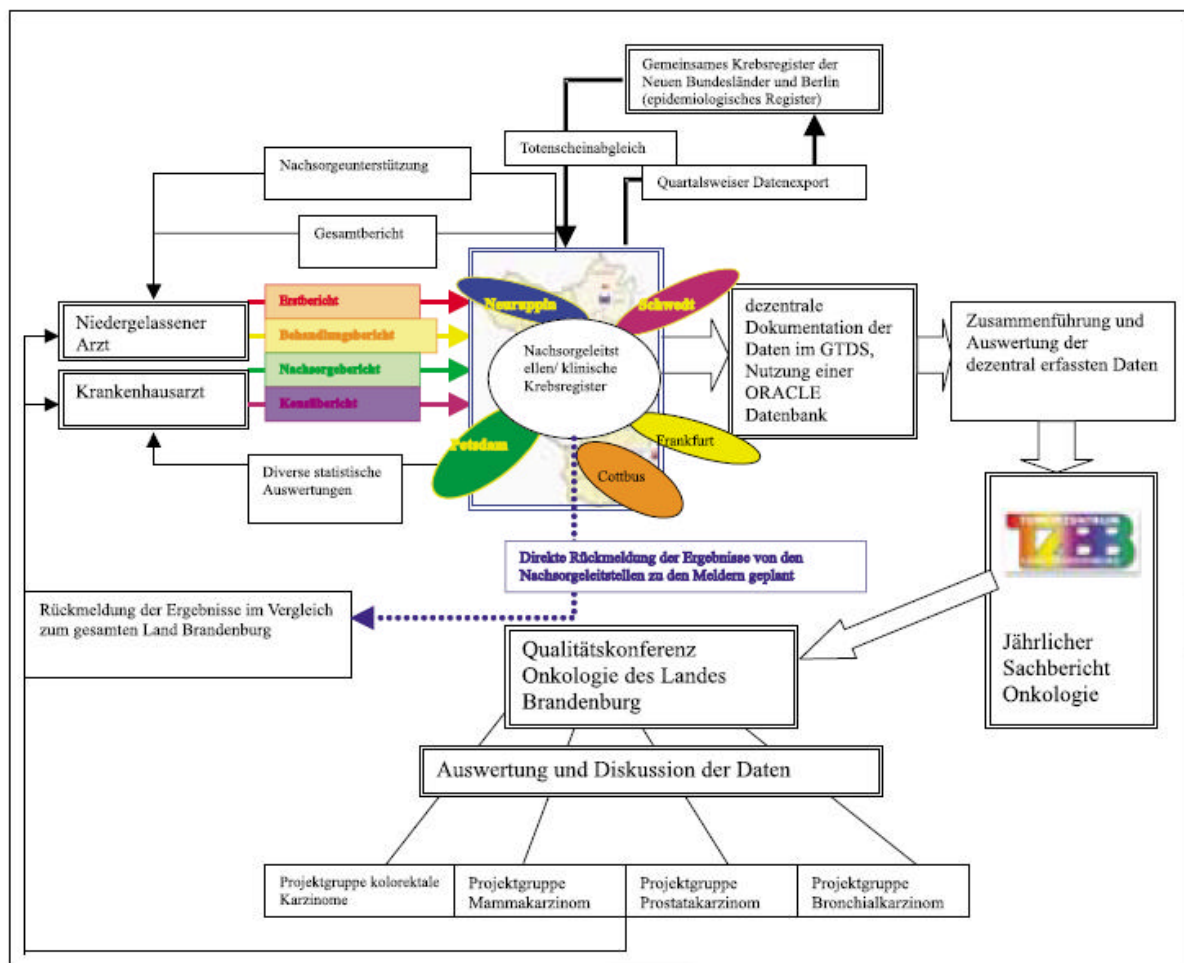 Gemeinsames Krebsregister der
Neuen Bundesländer und Berlin
(epidemiologisches Register)
Totenscheinabgleich
Nachsorgeunterstützung
Quartalsweiser Datenexport
Gesamtbericht
Niedergelassener
Arzt
Krankenhausarzt
Erstbericht
Behandlungsbericht
Nachsorgebericht
Konsilbericht
Neuruppin
Schwedt
Nachsorgeleitst
ellen/ klinische
Krebsregister
Potsdam
Frankfurt
Cottbus
dezentrale
Dokumentation der
Daten im GTDS,
Nutzung einer
ORACLE
Datenbank
Zusammenführung und
Auswertung der
dezentral erfassten Daten
Diverse statistische
Auswertungen
Direkte Rückmeldung der Ergebnisse von den
Nachsorgeleitstellen zu den Meldern geplant
TZBB
Jährlicher
Sachbericht
Onkologie
Rückmeldung der Ergebnisse im Vergleich
zum gesamten Land Brandenburg
Qualitätskonferenz
Onkologie des Landes
Brandenburg
Auswertung und Diskussion der Daten
Projektgruppe kolorektale
Karzinome
Projektgruppe
Mammakarzinom
Projektgruppe
Prostatakarzinom
Projektgruppe
Bronchialkarzinom